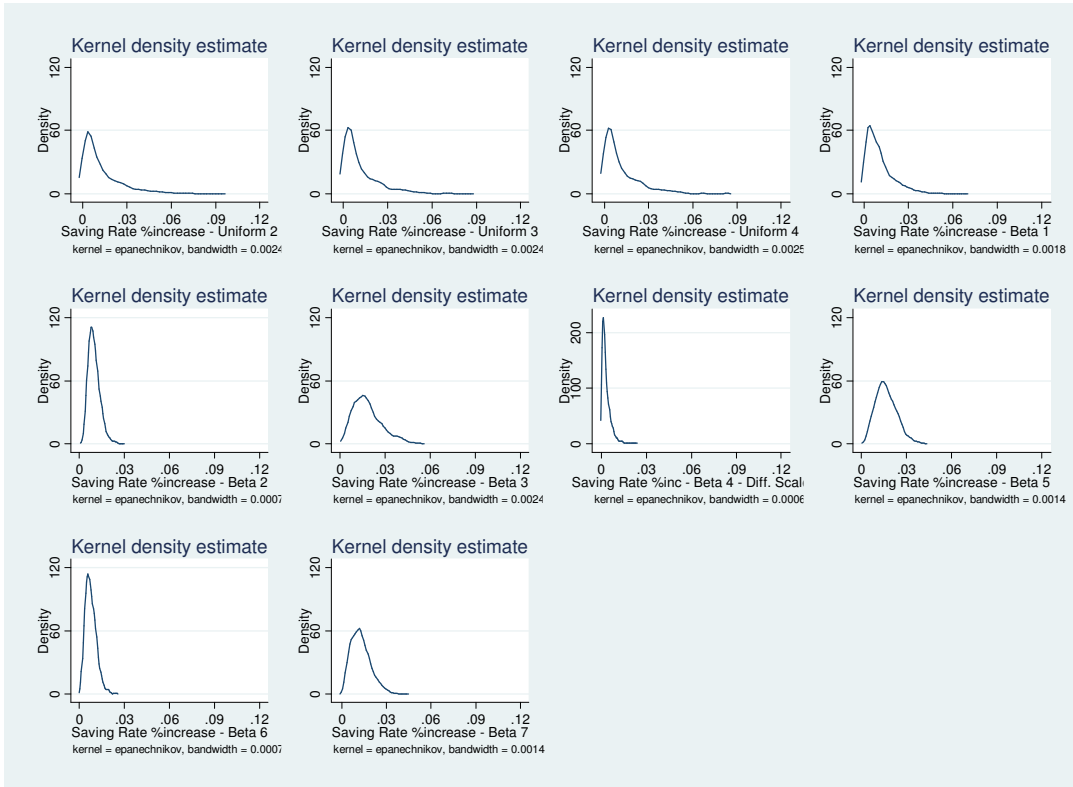 Kernel density estimate
Density
0
60
120
0
.03
.06
.09
.12
Saving Rate %increase - Uniform 2
kernel = epanechnikov, bandwidth = 0.0024
Kernel density estimate
Density
0
60
120
0
.03
.06
.09
.12
Saving Rate %increase - Uniform 3
kernel = epanechnikov, bandwidth = 0.0024
Kernel density estimate
Density
0
60
120
0
.03
.06
.09
.12
Saving Rate %increase - Uniform 4
kernel = epanechnikov, bandwidth = 0.0025
Kernel density estimate
Density
0
60
120
0
.03
.06
.09
.12
Saving Rate %increase - Beta 1
kernel = epanechnikov, bandwidth = 0.0018
Kernel density estimate
Density
0
60
120
0
.03
.06
.09
.12
Saving Rate %increase - Beta 2
kernel = epanechnikov, bandwidth = 0.0007
Kernel density estimate
Density
0
60
120
0
.03
.06
.09
.12
Saving Rate %increase - Beta 3
kernel = epanechnikov, bandwidth = 0.0024
Kernel density estimate
Density
0
100
200
0
.03
.06
.09
.12
Saving Rate %inc - Beta 4 - Diff. Scal
kernel = epanechnikov, bandwidth = 0.0006
Kernel density estimate
Density
0
60
120
0
.03
.06
.09
.12
Saving Rate %increase - Beta 5
kernel = epanechnikov, bandwidth = 0.0014
Kernel density estimate
Density
0
60
120
0
.03
.06
.09
.12
Saving Rate %increase - Beta 6
kernel = epanechnikov, bandwidth = 0.0007
Kernel density estimate
Density
0
60
120
0
.03
.06
.09
.12
Saving Rate %increase - Beta 7
kernel = epanechnikov, bandwidth = 0.0014